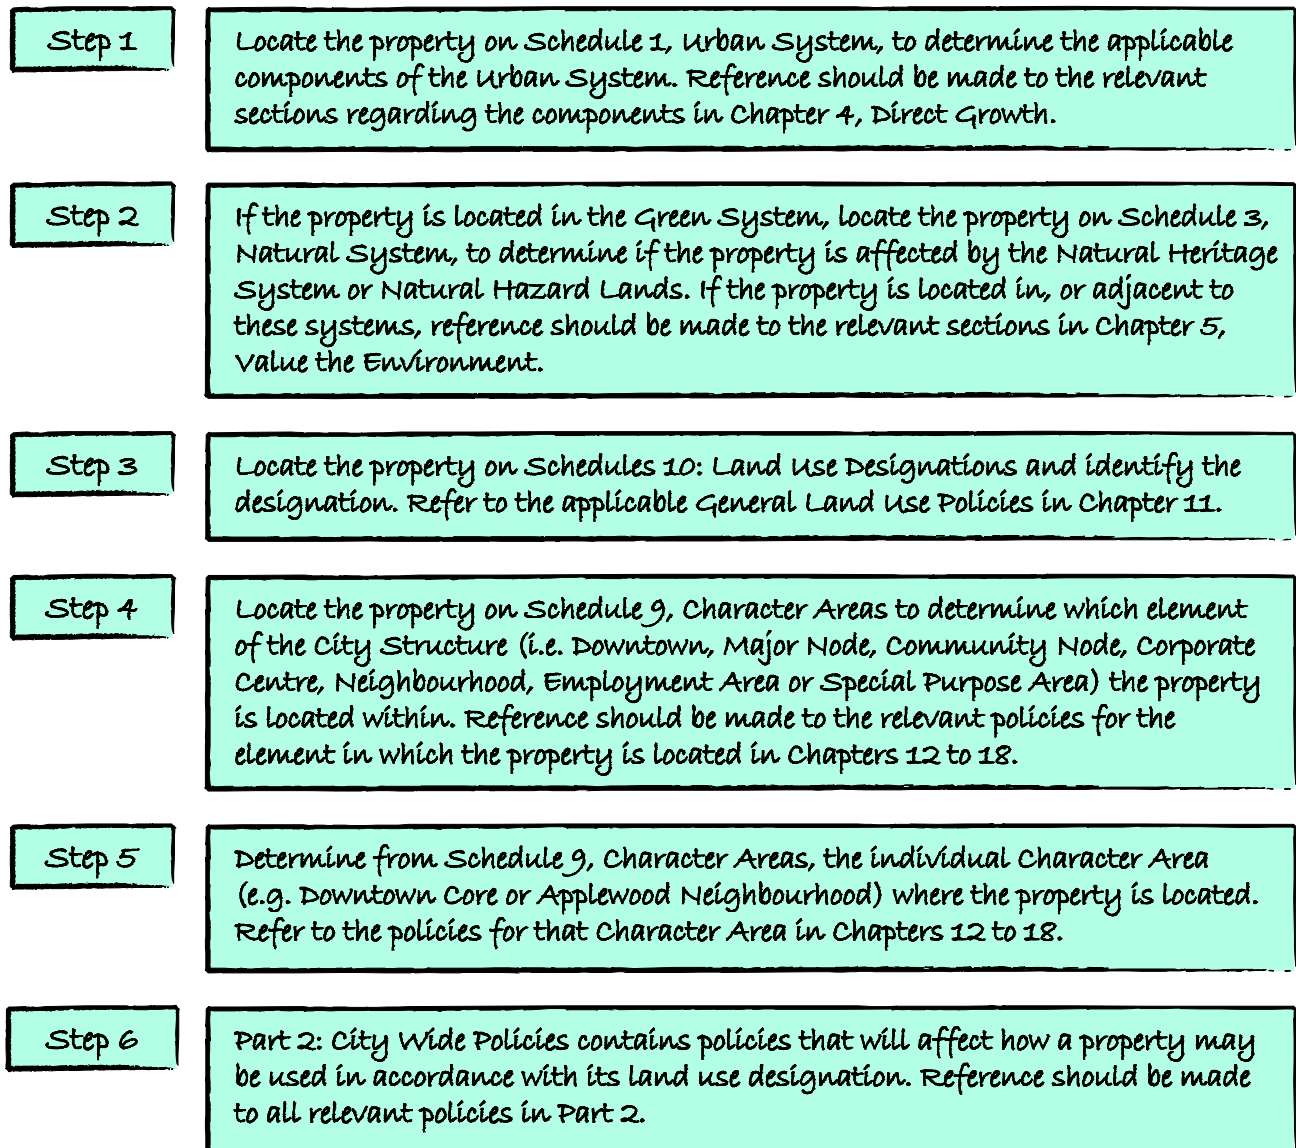 Step 1
Locate the property on Schedule 1, Urban System, to determine the applicable
components of the Urban System. Reference should be made to the relevant
sections regarding the components in Chapter 4, Direct Growth.
Step 2
If the property is located in the Green System, locate the property on Schedule 3,
Natural System, to determine if the property is affected by the Natural Heritage
System or Natural Hazard Lands. If the property is located in, or adjacent to
these systems, reference should be made to the relevant sections in Chapter 5,
Value the Environment.
Step 3
Locate the property on Schedules 10: Land Use Designations and identify the
designation. Refer to the applicable General Land Use Policies in Chapter 11.
Step 4
Locate the property on Schedule 9, Character Areas to determine which element
of the City Structure (i.e. Downtown, Major Node, Community Node, Corporate
Centre, Neighbourhood, Employment Area or Special Purpose Area) the property
is located within. Reference should be made to the relevant policies for the
element in which the property is located in Chapters 12 to 18.
Step 5
Determine from Schedule 9, Character Areas, the individual Character Area
(e.g. Downtown Core or Applewood Neighbourhood) where the property is located.
Refer to the policies for that Character Area in Chapters 12 to 18.
Step 6
Part 2: City Wide Policies contains policies that will affect how a property may
be used in accordance with its land use designation. Reference should be made
to all relevant policies in Part 2.